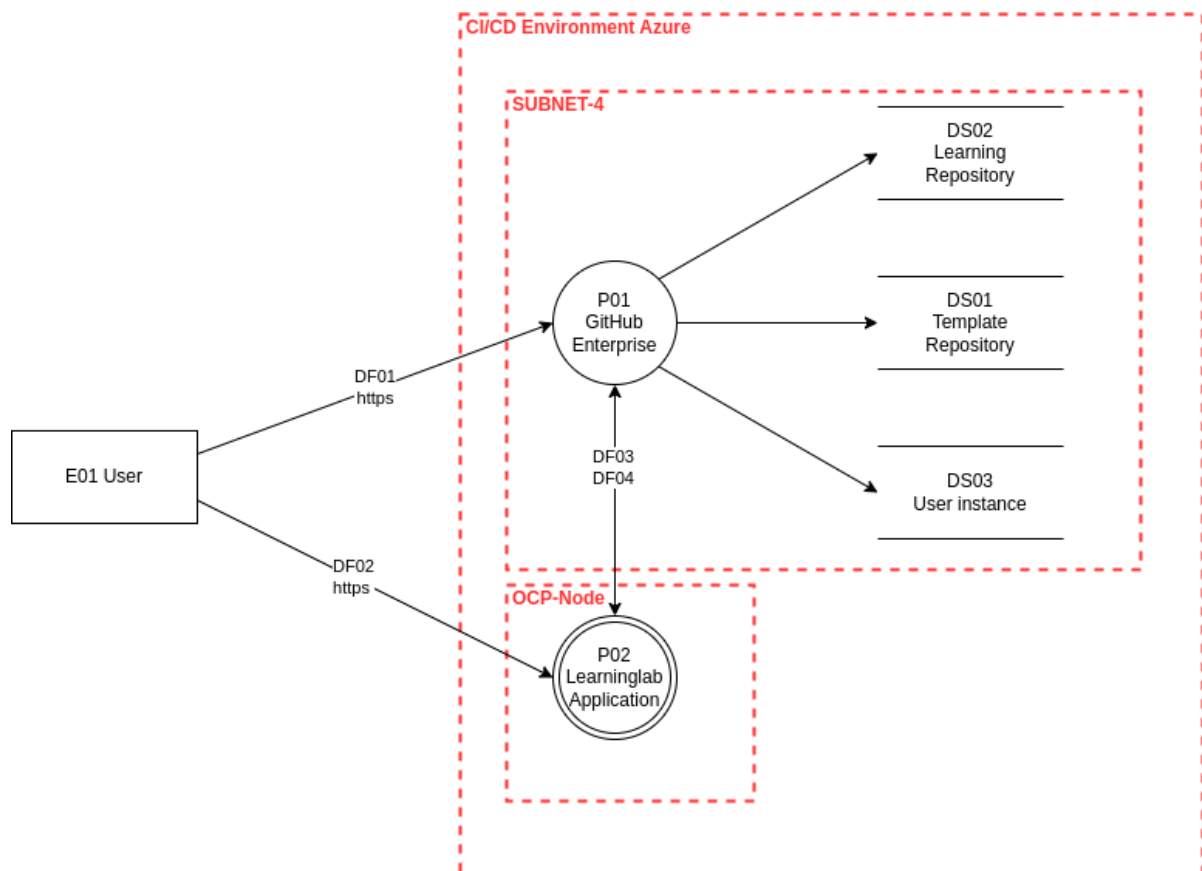 CI/CD Environment Azure
SUBNET-4
DS02
Learning
Repository
P01
GitHub
Enterprise
DS01
Template
Repository
DF01
https
DF03
DF04
E01 User
DS03
User instance
DF02
https
OCP-Node
P02
Learninglab
Application